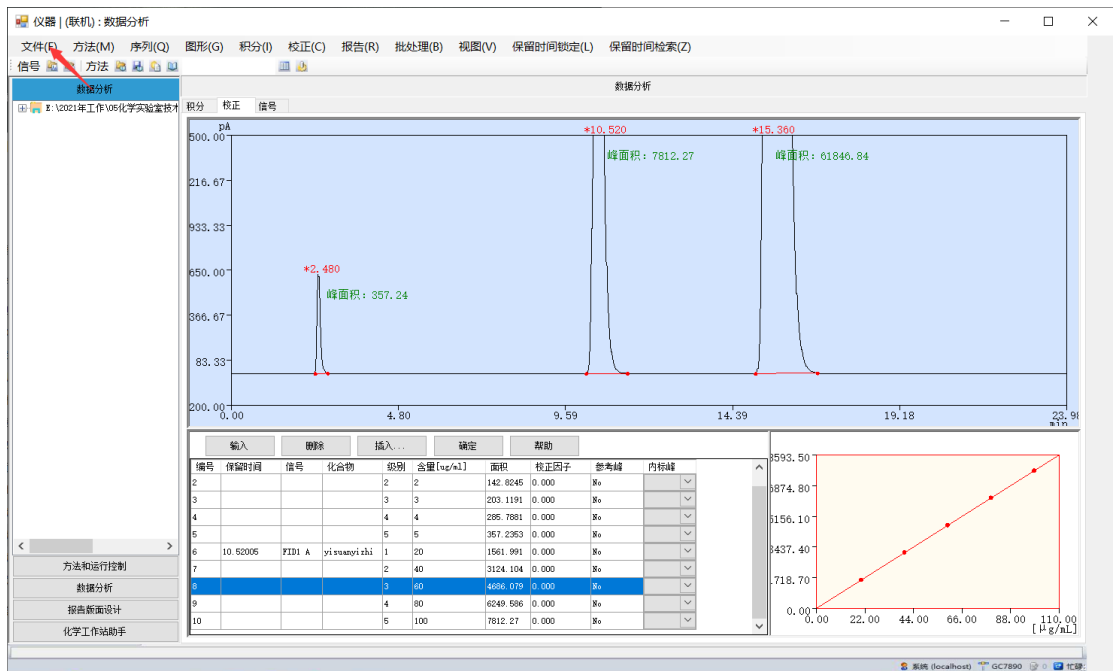 仪器 | (联机) : 数据分析
文件(F) 方法(M) 序列(Q) 图形(G) 积分(I) 校正(C) 报告(R) 批处理(B) 视图(V) 保留时间锁定(L) 保留时间检索(Z)
信号 方法
数据分析
E:\2021年工作\05化学实验室技术
数据分析
积分 校正 信号
pA
500.00
216.67
933.33
650.00
366.67
83.33
200.00
*2.480
峰面积: 357.24
*10.520
峰面积: 7812.27
*15.360
峰面积: 61846.84
0.00 4.80 9.59 14.39 19.18 23.98
min
输入 删除 插入... 确定 帮助
编号 保留时间 信号 化合物 级别 含量[ug/ml] 面积 校正因子 参考峰 内标峰
2 2 2 142.8245 0.000 No
3 3 3 203.1191 0.000 No
4 4 4 285.7881 0.000 No
5 5 5 357.2353 0.000 No
6 10.52005 FID1 A yisuanyizhi 1 20 1561.991 0.000 No
7 2 40 3124.104 0.000 No
8 3 60 4686.079 0.000 No
9 4 80 6249.586 0.000 No
10 5 100 7812.27 0.000 No
8593.50
6874.80
5156.10
3437.40
1718.70
0.00
0.00 22.00 44.00 66.00 88.00 110.00
[μg/mL]
方法和运行控制
数据分析
报告版面设计
化学工作站助手
系统 (localhost) GC7890 0 忙碌: